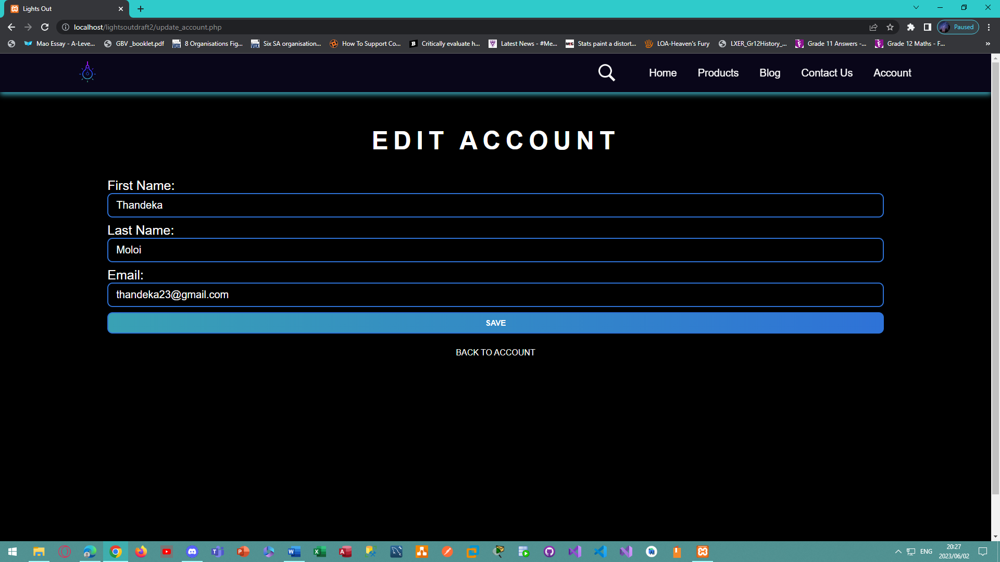 Lights Out
localhost/lightsoutdraft2/update_account.php
Paused
Mao Essay - A-Leve... GBV _booklet.pdf 8 Organisations Fig... Six SA organisation... How To Support Co... Critically evaluate h... Latest News - #Me... Stats paint a distort... LOA-Heaven's Fury LXER_Gr12History_... Grade 11 Answers -... Grade 12 Maths - F... »
Home Products Blog Contact Us Account
EDIT ACCOUNT
First Name:
Thandeka
Last Name:
Moloi
Email:
thandeka23@gmail.com
SAVE
BACK TO ACCOUNT
ENG
20:27
2023/06/02